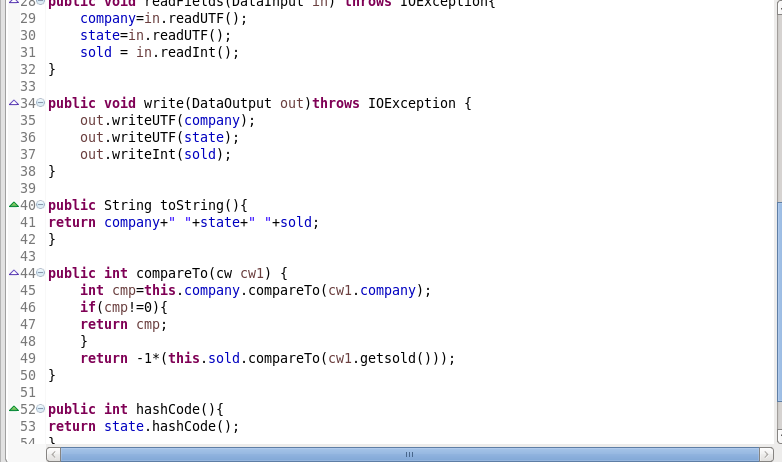 28 public void readFields(DataInput in) throws IOException{
29     company=in.readUTF();
30     state=in.readUTF();
31     sold = in.readInt();
32 }
33
34 public void write(DataOutput out)throws IOException {
35     out.writeUTF(company);
36     out.writeUTF(state);
37     out.writeInt(sold);
38 }
39
40 public String toString(){
41 return company+" "+state+" "+sold;
42 }
43
44 public int compareTo(cw cw1) {
45     int cmp=this.company.compareTo(cw1.company);
46     if(cmp!=0){
47     return cmp;
48     }
49     return -1*(this.sold.compareTo(cw1.getsold()));
50 }
51
52 public int hashCode(){
53 return state.hashCode();
54 }